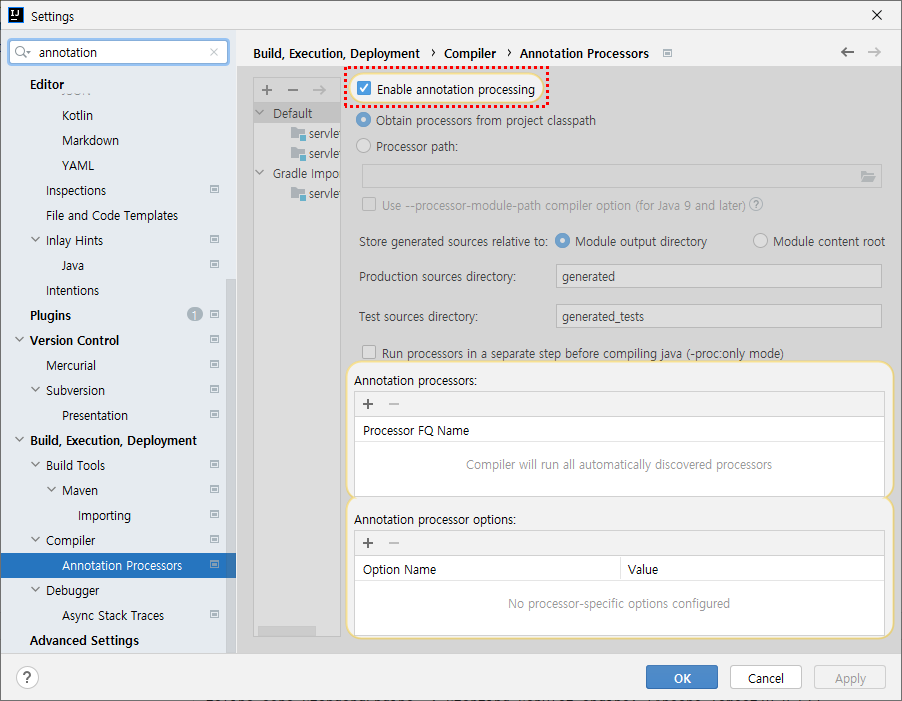 Settings
annotation
Editor
Kotlin
Markdown
YAML
Inspections
File and Code Templates
Inlay Hints
Java
Intentions
Plugins 1
Version Control
Mercurial
Subversion
Presentation
Build, Execution, Deployment
Build Tools
Maven
Importing
Compiler
Annotation Processors
Debugger
Async Stack Traces
Advanced Settings
Build, Execution, Deployment › Compiler › Annotation Processors
Default
servlet
servlet
Gradle Impo
servlet
Enable annotation processing
Obtain processors from project classpath
Processor path:
Use --processor-module-path compiler option (for Java 9 and later) ?
Store generated sources relative to: Module output directory Module content root
Production sources directory: generated
Test sources directory: generated_tests
Run processors in a separate step before compiling java (-proc:only mode)
Annotation processors:
Processor FQ Name
Compiler will run all automatically discovered processors
Annotation processor options:
Option Name Value
No processor-specific options configured
? OK Cancel Apply